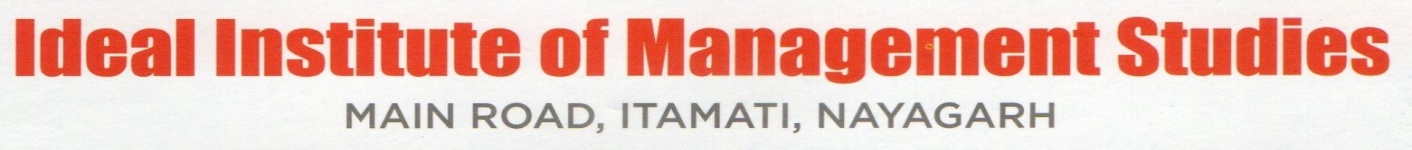 Ideal Institute of Management Studies
MAIN ROAD, ITAMATI, NAYAGARH